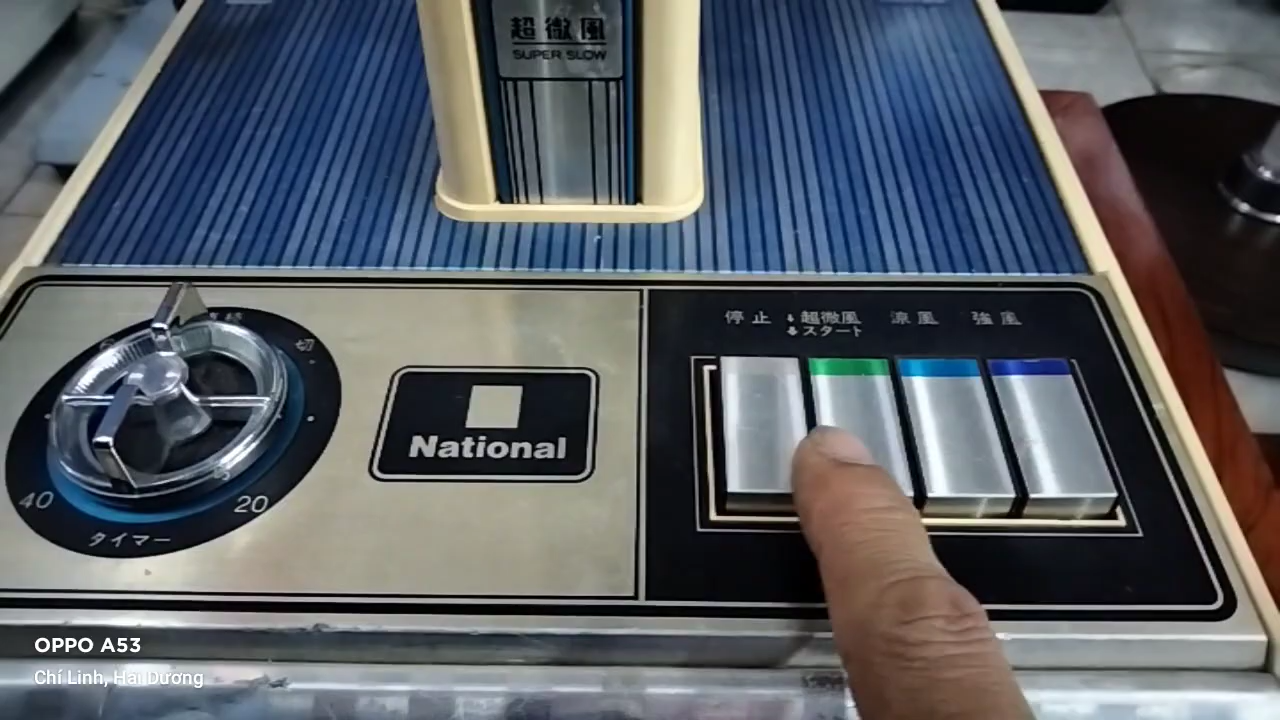 超微風
SUPER SLOW
停止
超微風
スタート
涼風
強風
切
National
40
20
タイマー
OPPO A53
Chí Linh, Hải Dương